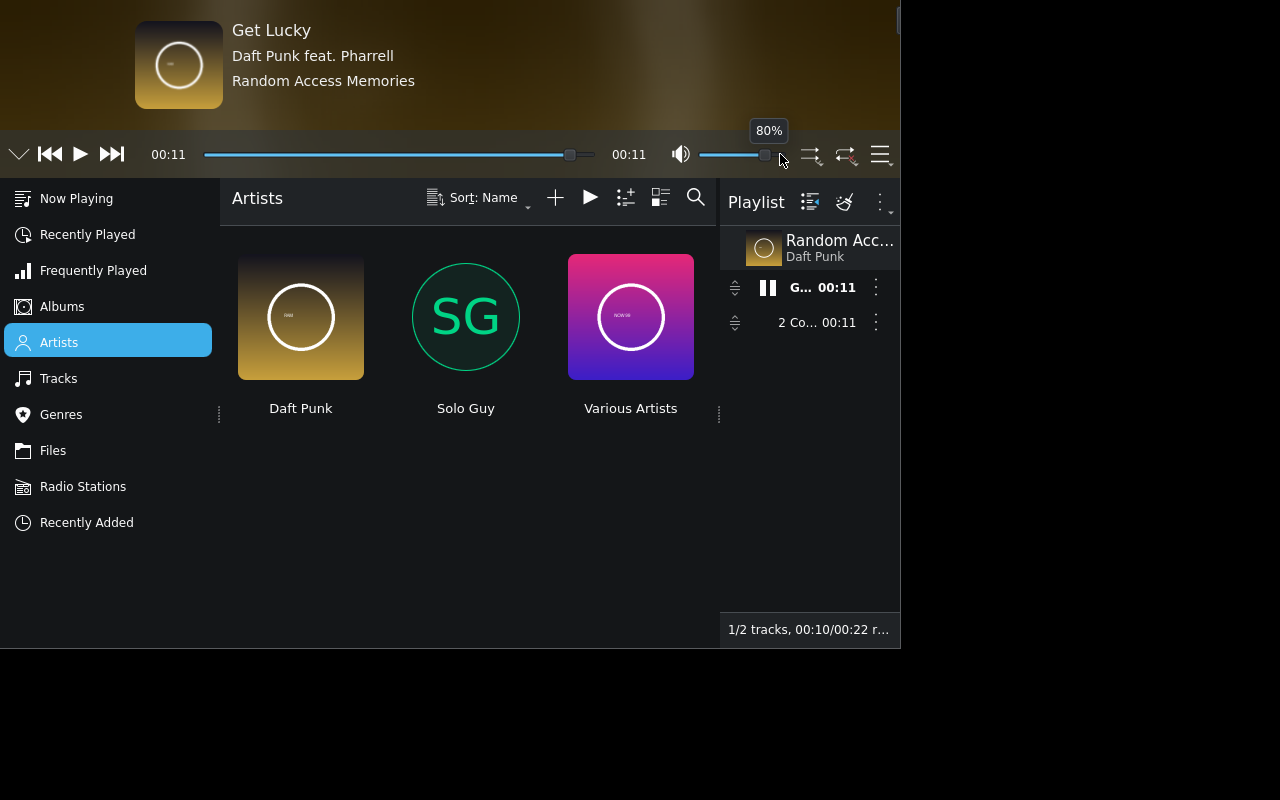 Get Lucky
Daft Punk feat. Pharrell
Random Access Memories
80%
00:11
00:11
Now Playing
Recently Played
Frequently Played
Albums
Artists
Tracks
Genres
Files
Radio Stations
Recently Added
Artists
Sort: Name
RAM
Daft Punk
SG
Solo Guy
NOW 88
Various Artists
Playlist
Random Acc…
Daft Punk
G… 00:11
2 Co… 00:11
1/2 tracks, 00:10/00:22 r…